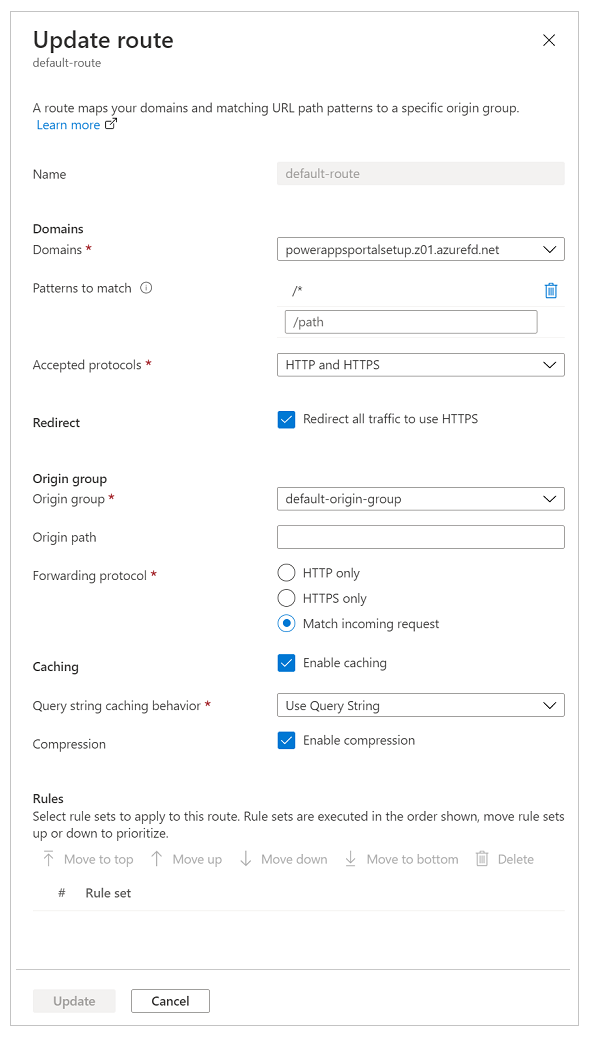 Update route
default-route
A route maps your domains and matching URL path patterns to a specific origin group.
Learn more
Name
default-route
Domains
Domains *
powerappsportalsetup.z01.azurefd.net
Patterns to match
/*
/path
Accepted protocols *
HTTP and HTTPS
Redirect
Redirect all traffic to use HTTPS
Origin group
Origin group *
default-origin-group
Origin path
Forwarding protocol *
HTTP only
HTTPS only
Match incoming request
Caching
Enable caching
Query string caching behavior *
Use Query String
Compression
Enable compression
Rules
Select rule sets to apply to this route. Rule sets are executed in the order shown, move rule sets
up or down to prioritize.
Move to top Move up Move down Move to bottom Delete
# Rule set
Update Cancel